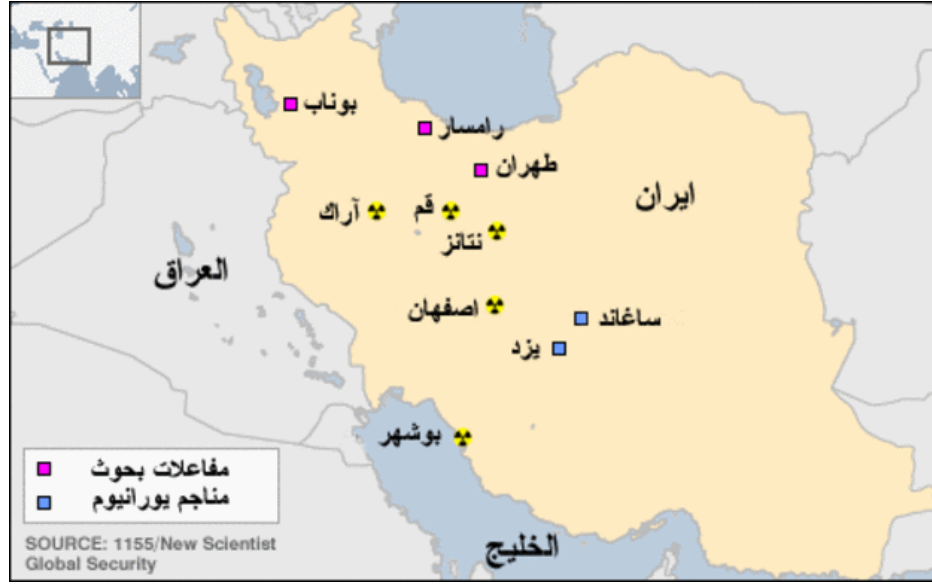 بوناب
رامسار
طهران
ايران
آراك
قم
نتانز
العراق
اصفهان
ساغاند
يزد
بوشهر
مفاعلات بحوث
مناجم يورانيوم
الخليج
SOURCE: 1155/New Scientist
Global Security